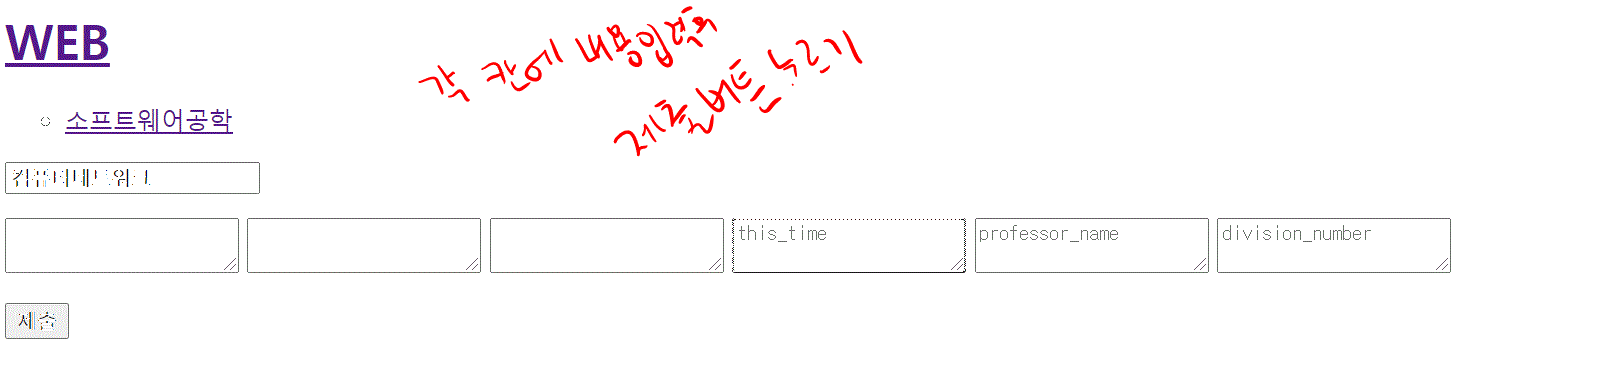 WEB
각 칸에 내용입력후
제출 버튼 누르기
소프트웨어공학
컴퓨터네트워크
this_time professor_name division_number
제출